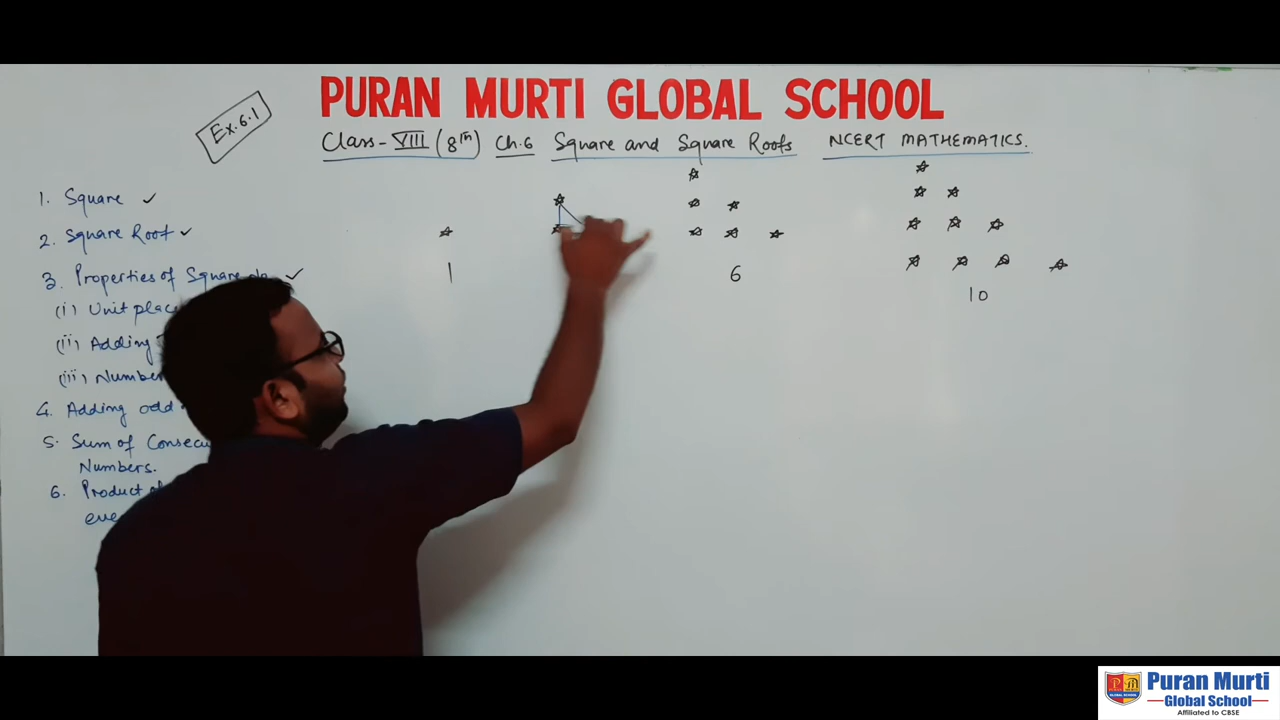 PURAN MURTI GLOBAL SCHOOL
Ex.6.1
Class-VIII (8th) Ch.6 Square and Square Roots NCERT MATHEMATICS.
1. Square ✓
2. Square Root ✓
3. Properties of Square ✓
(i) Unit place
(ii) Adding
(iii) Number
4. Adding odd
5. Sum of Consecu
Numbers.
6. Product of
eve
1
6
10
Puran Murti
Global School
Affiliated to CBSE